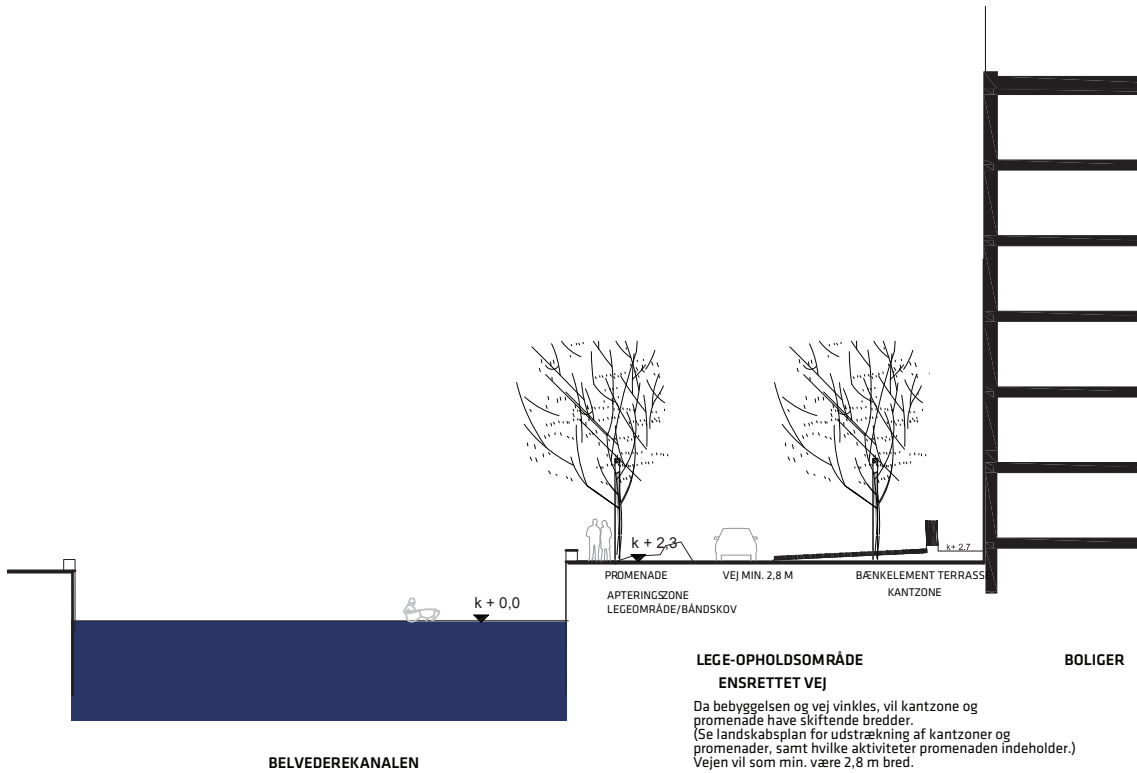 k + 2,3
k+ 2.7
PROMENADE
VEJ MIN. 2,8 M
BÆNKELEMENT TERRASSE
APTERINGSZONE
KANTZONE
LEGEOMRÅDE/BÅNDSKOV
k + 0,0
LEGE-OPHOLDSOMRÅDE
BOLIGER
ENSRETTET VEJ
Da bebyggelsen og vej vinkles, vil kantzone og
promenade have skiftende bredder.
(Se landskabsplan for udstrækning af kantzoner og
promenader, samt hvilke aktiviteter promenaden indeholder.)
Vejen vil som min. være 2,8 m bred.
BELVEDEREKANALEN